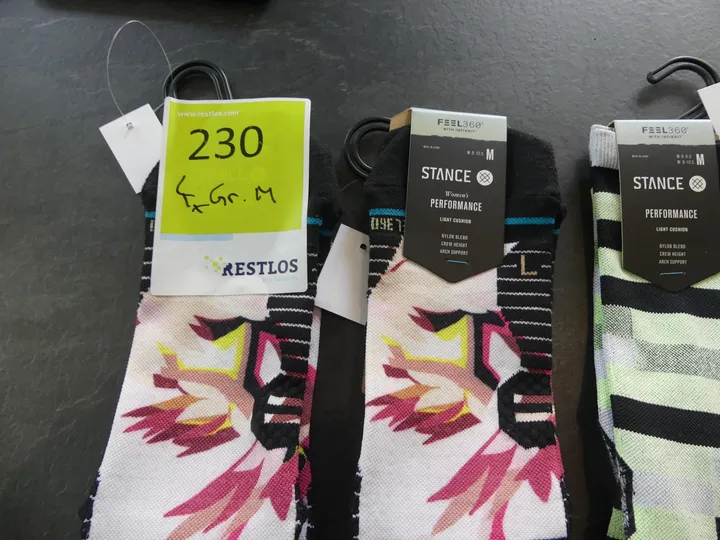 www.restlos.com
230
4x Gr. M
RESTLOS
FEEL360°
WITH INFIKNIT
M
STANCE
Women's
PERFORMANCE
LIGHT CUSHION
NYLON BLEND
CREW HEIGHT
ARCH SUPPORT
L
FEEL360°
WITH INFIKNIT
M
STANCE
PERFORMANCE
LIGHT CUSHION
NYLON BLEND
CREW HEIGHT
ARCH SUPPORT